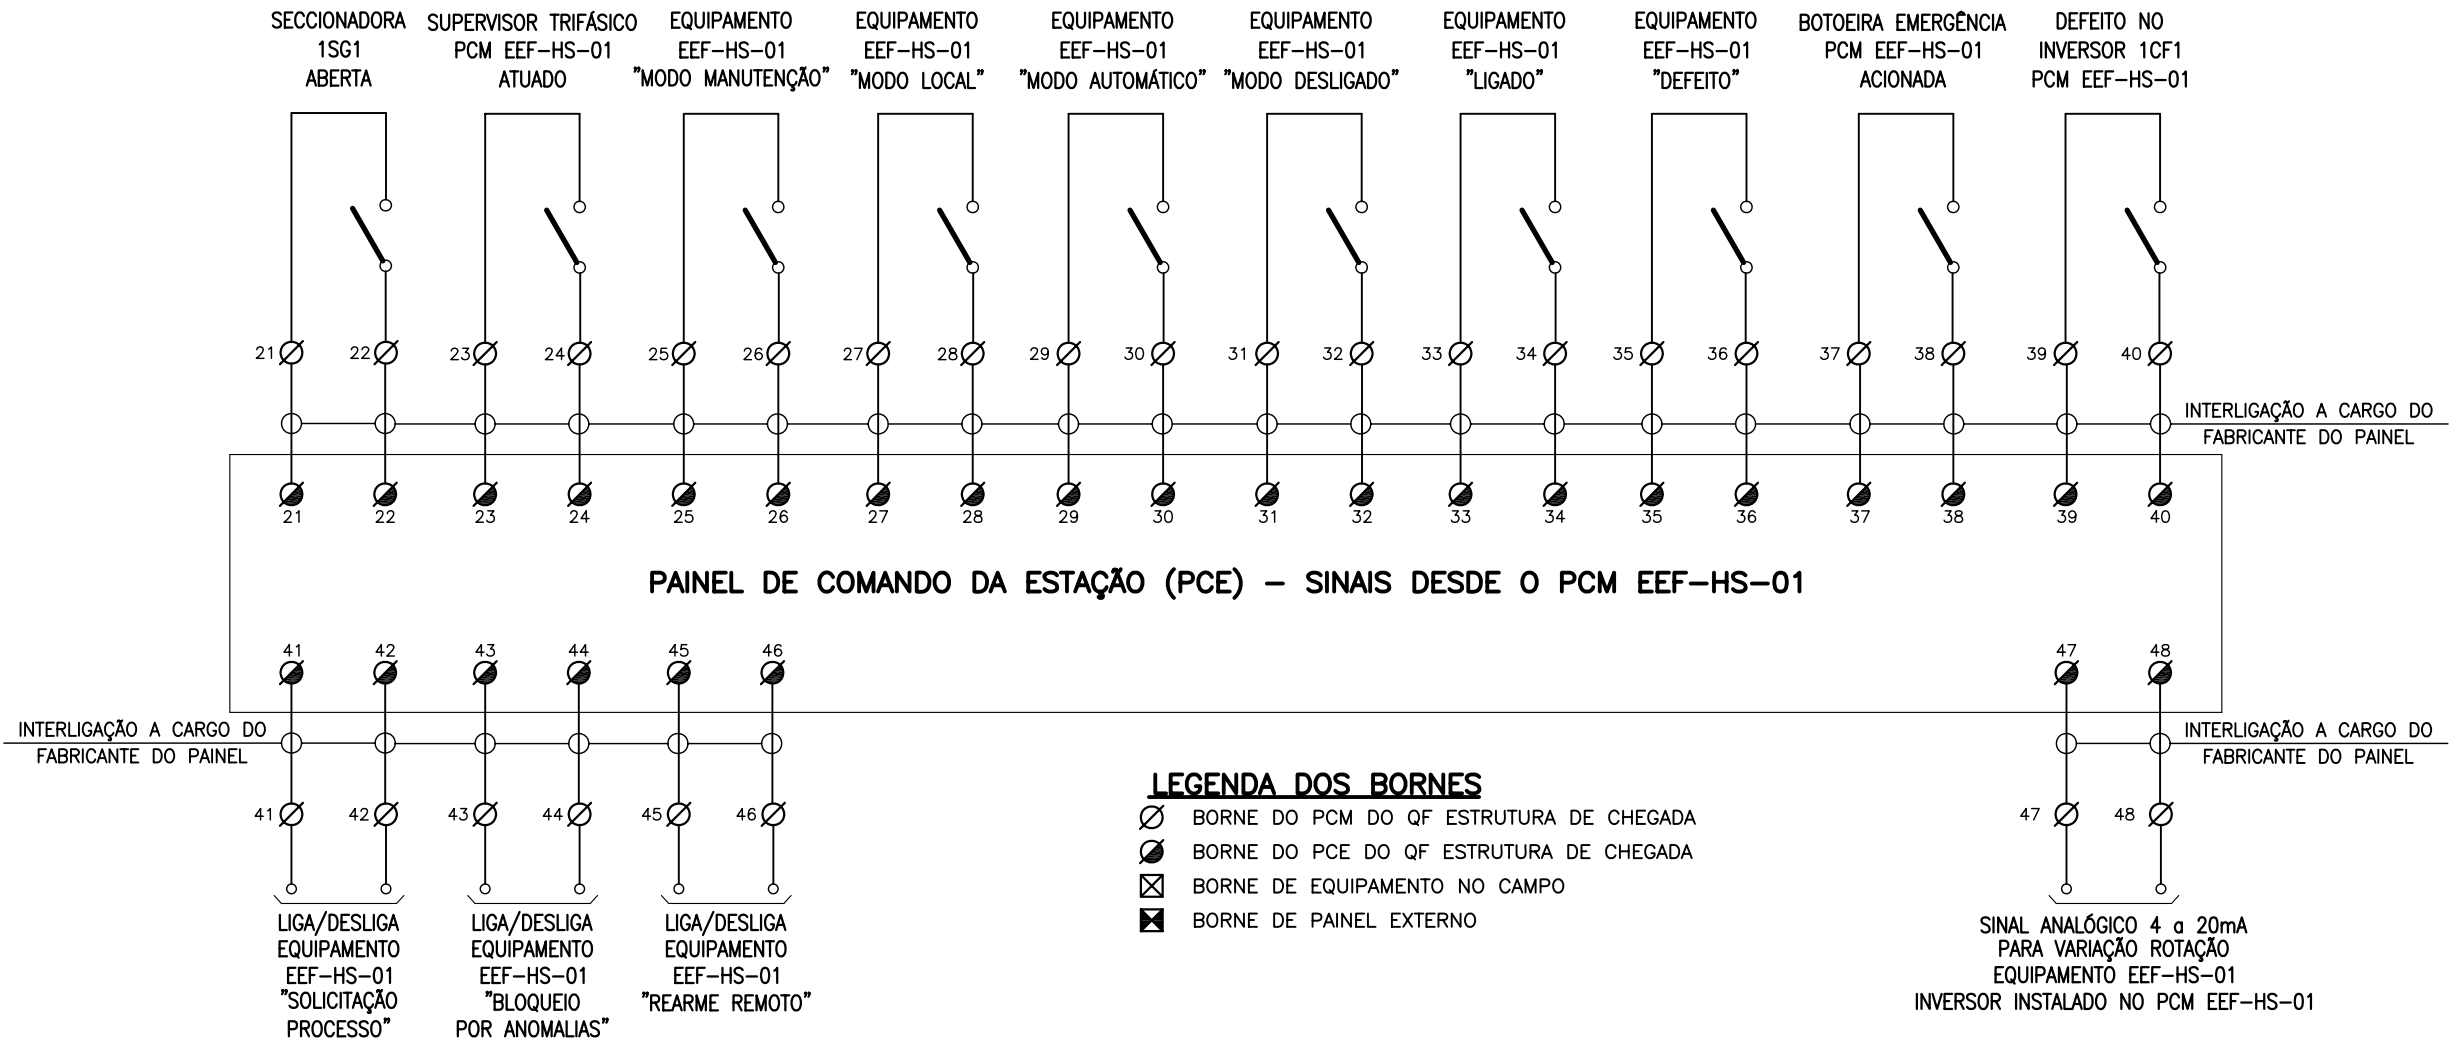 SECCIONADORA
1SG1
ABERTA
SUPERVISOR TRIFÁSICO
PCM EEF-HS-01
ATUADO
EQUIPAMENTO
EEF-HS-01
"MODO MANUTENÇÃO"
EQUIPAMENTO
EEF-HS-01
"MODO LOCAL"
EQUIPAMENTO
EEF-HS-01
"MODO AUTOMÁTICO"
EQUIPAMENTO
EEF-HS-01
"MODO DESLIGADO"
EQUIPAMENTO
EEF-HS-01
"LIGADO"
EQUIPAMENTO
EEF-HS-01
"DEFEITO"
BOTOEIRA EMERGÊNCIA
PCM EEF-HS-01
ACIONADA
DEFEITO NO
INVERSOR 1CF1
PCM EEF-HS-01
21 22 23 24 25 26 27 28 29 30 31 32 33 34 35 36 37 38 39 40
INTERLIGAÇÃO A CARGO DO
FABRICANTE DO PAINEL
21 22 23 24 25 26 27 28 29 30 31 32 33 34 35 36 37 38 39 40
PAINEL DE COMANDO DA ESTAÇÃO (PCE) - SINAIS DESDE O PCM EEF-HS-01
41 42 43 44 45 46 47 48
INTERLIGAÇÃO A CARGO DO
FABRICANTE DO PAINEL
INTERLIGAÇÃO A CARGO DO
FABRICANTE DO PAINEL
41 42 43 44 45 46 47 48
LIGA/DESLIGA
EQUIPAMENTO
EEF-HS-01
"SOLICITAÇÃO
PROCESSO"
LIGA/DESLIGA
EQUIPAMENTO
EEF-HS-01
"BLOQUEIO
POR ANOMALIAS"
LIGA/DESLIGA
EQUIPAMENTO
EEF-HS-01
"REARME REMOTO"
LEGENDA DOS BORNES
BORNE DO PCM DO QF ESTRUTURA DE CHEGADA
BORNE DO PCE DO QF ESTRUTURA DE CHEGADA
BORNE DE EQUIPAMENTO NO CAMPO
BORNE DE PAINEL EXTERNO
SINAL ANALÓGICO 4 a 20mA
PARA VARIAÇÃO ROTAÇÃO
EQUIPAMENTO EEF-HS-01
INVERSOR INSTALADO NO PCM EEF-HS-01